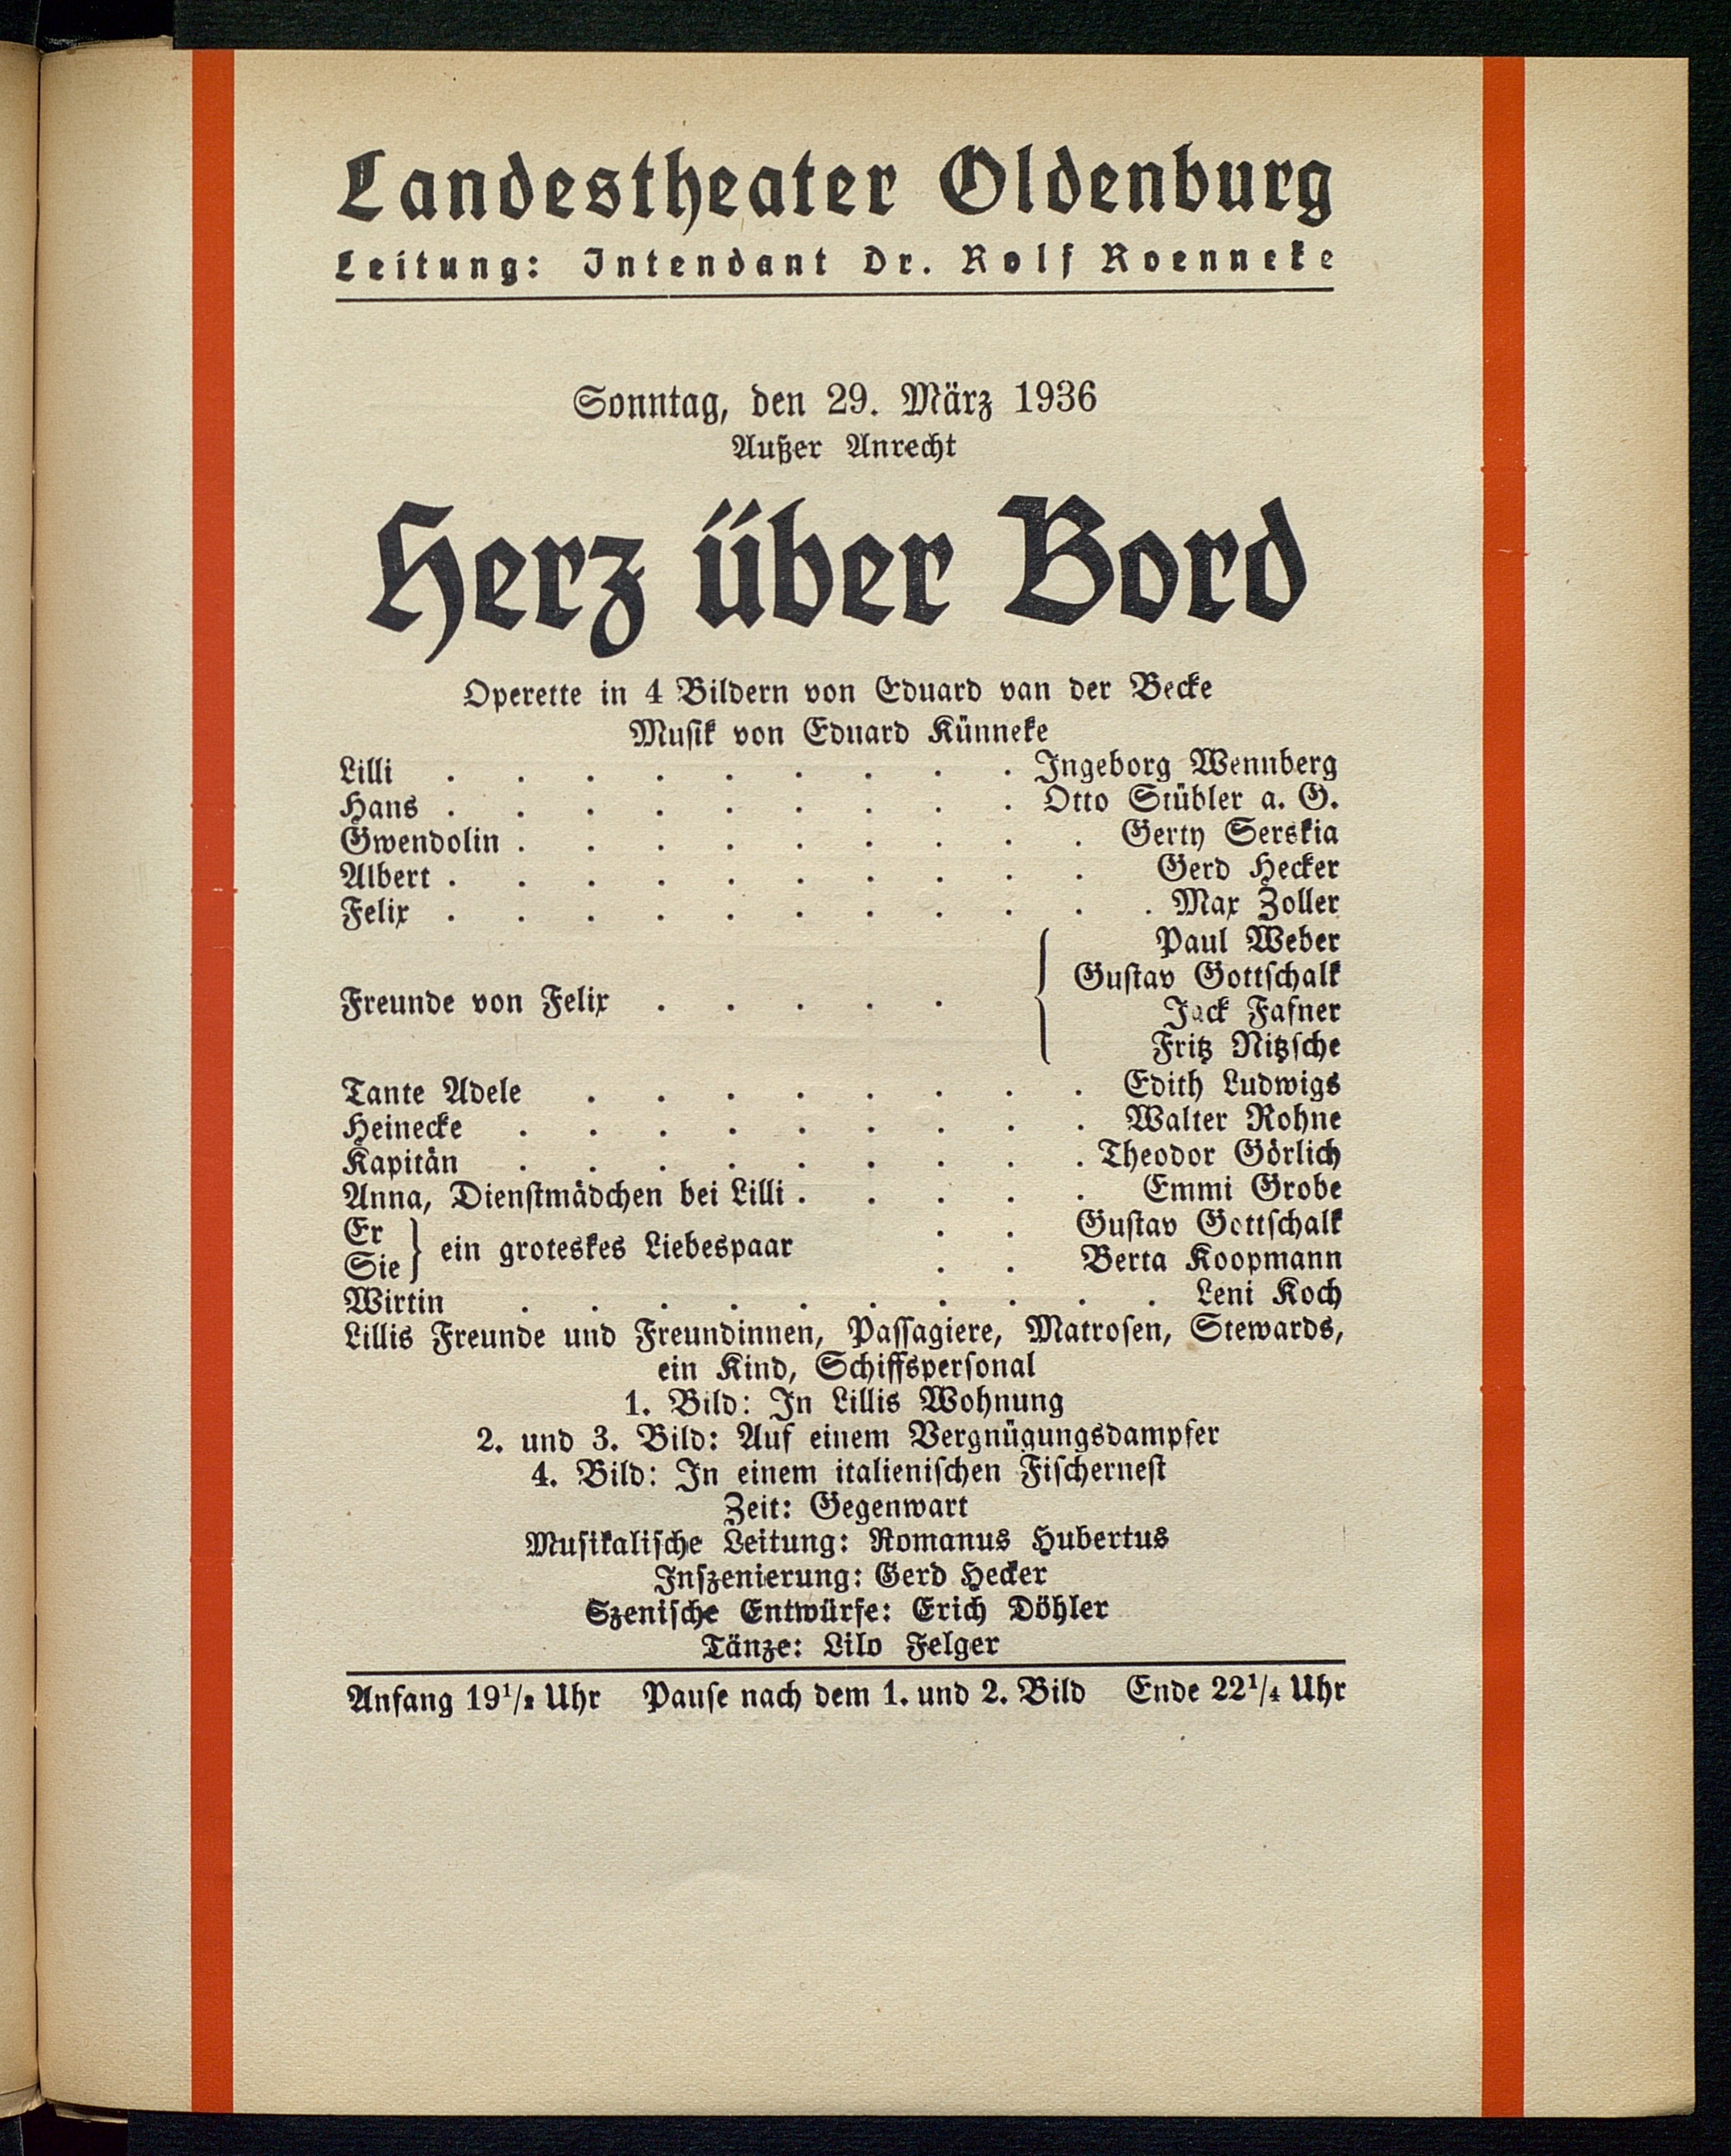 Landestheater Oldenburg
Leitung: Intendant Dr. Rolf Roenneke
Sonntag, den 29. März 1936
Außer Anrecht
Herz über Bord
Operette in 4 Bildern von Eduard van der Becke
Musik von Eduard Künneke
Lilli . . . . . . . . . Ingeborg Wennberg
Hans . . . . . . . . . Otto Stübler a. G.
Gwendolin . . . . . . . . . Gerty Serskia
Albert . . . . . . . . . . Gerd Hecker
Felix . . . . . . . . . . . Max Zoller
Paul Weber
Gustav Gottschalk
Freunde von Felix . . . . . Jack Fafner
Fritz Nitzsche
Tante Adele . . . . . . . . Edith Ludwigs
Heinecke . . . . . . . . . Walter Rohne
Kapitän . . . . . . . . . Theodor Görlich
Anna, Dienstmädchen bei Lilli . . . . . Emmi Grobe
Er . . Gustav Gottschalk
ein groteskes Liebespaar
Sie . . Berta Koopmann
Wirtin . . . . . . . . . . Leni Koch
Lillis Freunde und Freundinnen, Passagiere, Matrosen, Stewards,
ein Kind, Schiffspersonal
1. Bild: In Lillis Wohnung
2. und 3. Bild: Auf einem Vergnügungsdampfer
4. Bild: In einem italienischen Fischernest
Zeit: Gegenwart
Musikalische Leitung: Romanus Hubertus
Inszenierung: Gerd Hecker
Szenische Entwürfe: Erich Döhler
Tänze: Lilo Felger
Anfang 19¹/₂ Uhr Pause nach dem 1. und 2. Bild Ende 22¹/₄ Uhr